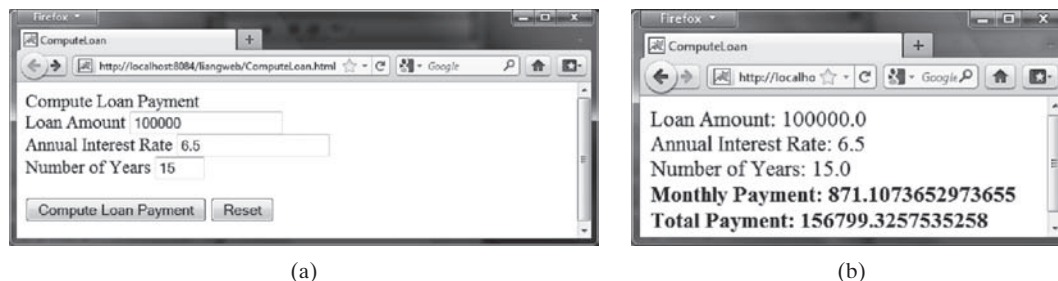 Firefox
ComputeLoan
http://localhost:8084/liangweb/ComputeLoan.html
Google
Compute Loan Payment
Loan Amount 100000
Annual Interest Rate 6.5
Number of Years 15
Compute Loan Payment Reset
(a)
Firefox
ComputeLoan
http://localho
Google
Loan Amount: 100000.0
Annual Interest Rate: 6.5
Number of Years: 15.0
Monthly Payment: 871.1073652973655
Total Payment: 156799.3257535258
(b)